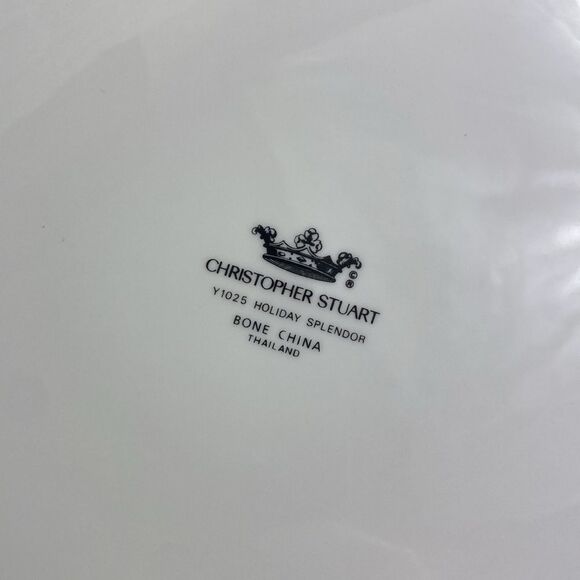 ©
®
CHRISTOPHER STUART
Y1025 HOLIDAY SPLENDOR
BONE CHINA
THAILAND